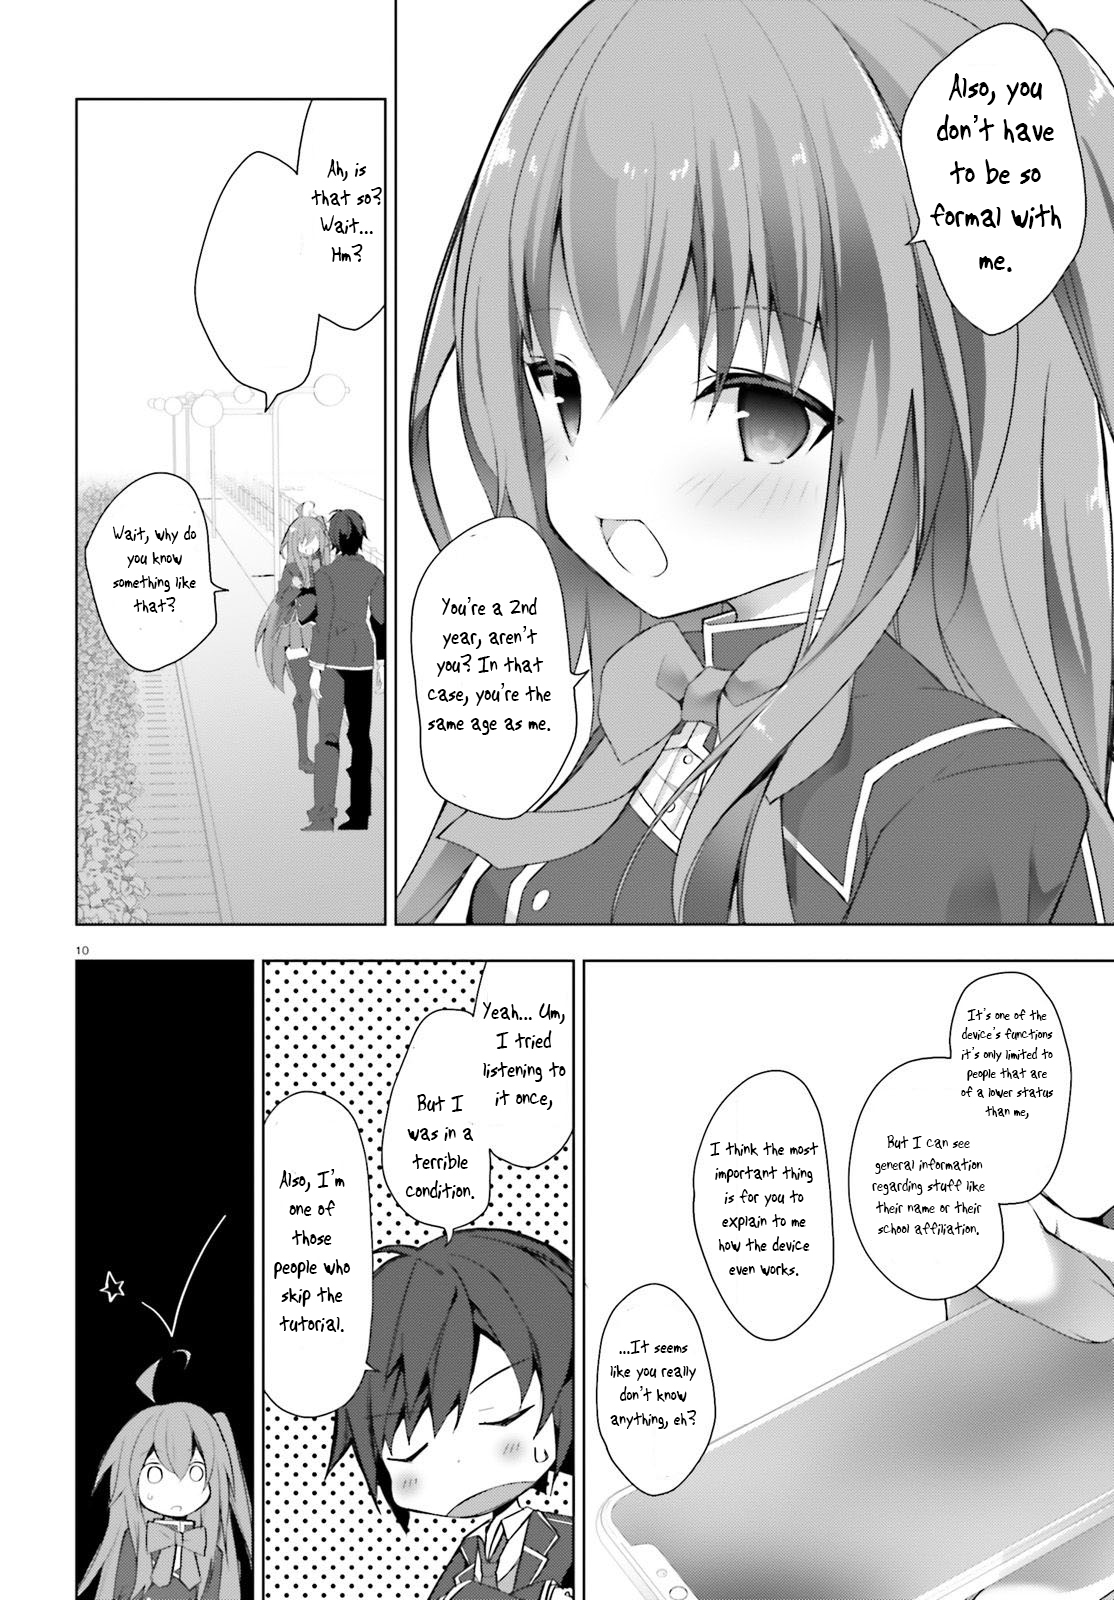 Also, you
don't have
to be so
formal with
me.
You're a 2nd
year, aren't
you? In that
case, you're the
same age as me.
Ah, is
that so?
Wait...
Hm?
Wait, why do
you know
something like
that?
10
It's one of the
device's functions
it's only limited to
people that are
of a lower status
than me,
But I can see
general information
regarding stuff like
their name or their
school affiliation.
I think the most
important thing
is for you to
explain to me
how the device
even works.
...It seems
like you really
don't know
anything, eh?
Yeah... Um,
I tried
listening to
it once,
But I
was in a
terrible
condition.
Also, I'm
one of
those
people who
skip the
tutorial.